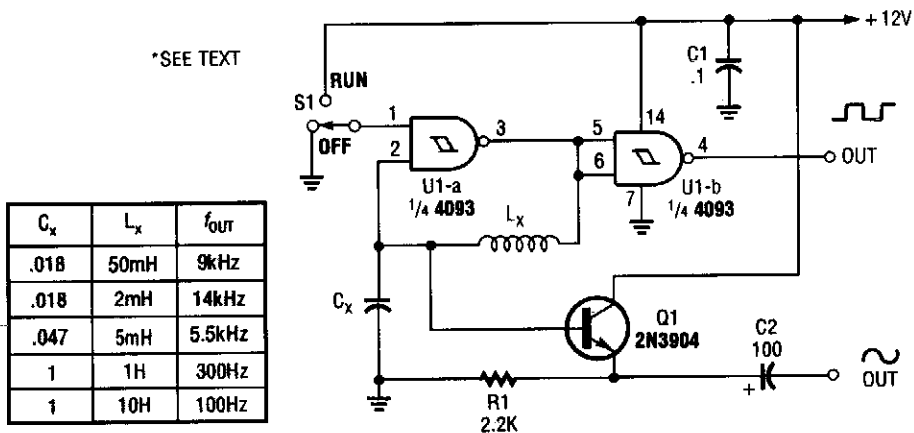 *SEE TEXT
RUN
S1
OFF
1
2
3
U1-a
1/4 4093
5
6
14
7
4
U1-b
1/4 4093
C1
.1
+12V
OUT
Lx
Cx
Q1
2N3904
R1
2.2K
C2
100
+
OUT
Cx Lx fOUT
.018 50mH 9kHz
.018 2mH 14kHz
.047 5mH 5.5kHz
1 1H 300Hz
1 10H 100Hz